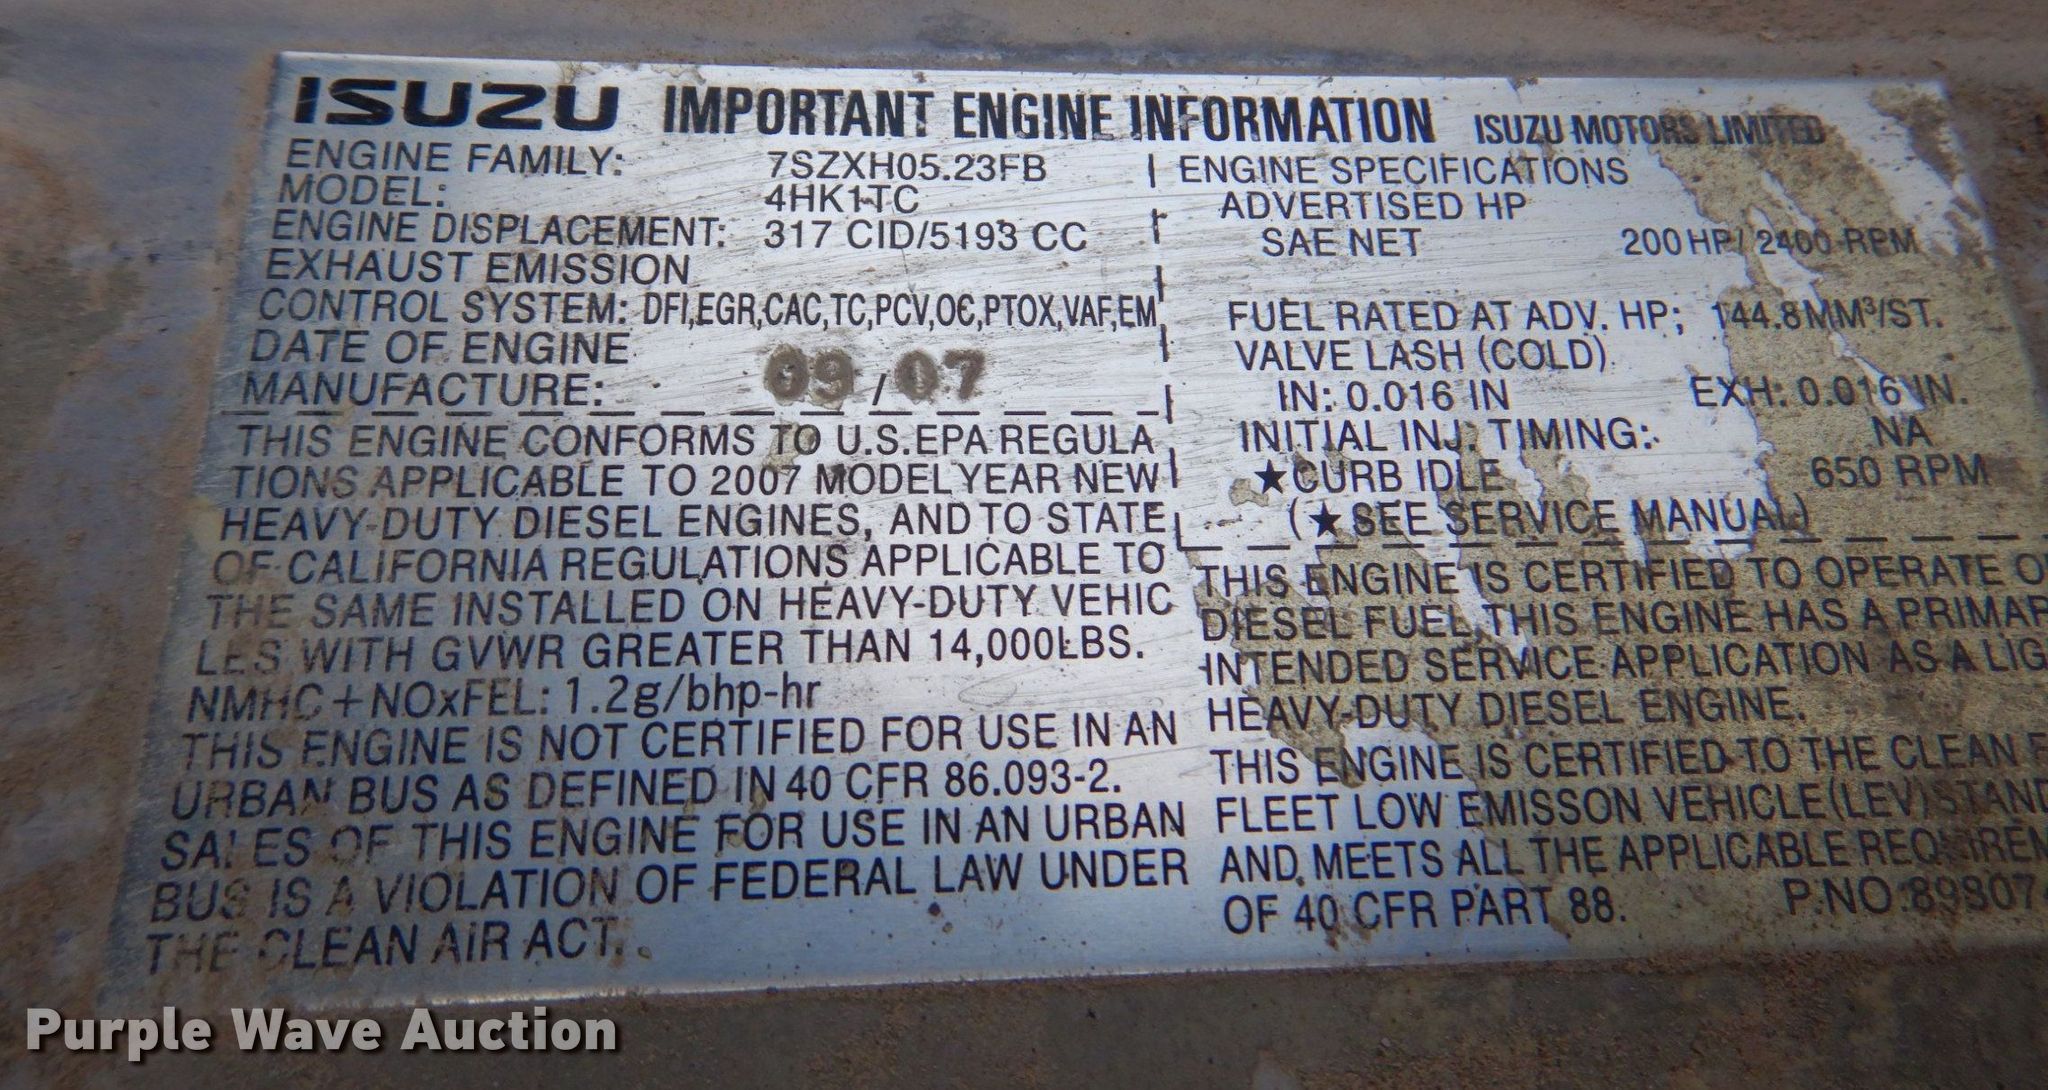 ISUZU IMPORTANT ENGINE INFORMATION ISUZU MOTORS LIMITED
ENGINE FAMILY: 7SZXH05.23FB
MODEL: 4HK1TC
ENGINE DISPLACEMENT: 317 CID/5193 CC
EXHAUST EMISSION
CONTROL SYSTEM: DFI,EGR,CAC,TC,PCV,OC,PTOX,VAF,EM
DATE OF ENGINE
MANUFACTURE: 09/07
THIS ENGINE CONFORMS TO U.S.EPA REGULA
TIONS APPLICABLE TO 2007 MODEL YEAR NEW
HEAVY-DUTY DIESEL ENGINES, AND TO STATE
OF CALIFORNIA REGULATIONS APPLICABLE TO
THE SAME INSTALLED ON HEAVY-DUTY VEHIC
LES WITH GVWR GREATER THAN 14,000LBS.
NMHC+NOxFEL: 1.2g/bhp-hr
THIS ENGINE IS NOT CERTIFIED FOR USE IN AN
URBAN BUS AS DEFINED IN 40 CFR 86.093-2.
SALES OF THIS ENGINE FOR USE IN AN URBAN
BUS IS A VIOLATION OF FEDERAL LAW UNDER
THE CLEAN AIR ACT.
ENGINE SPECIFICATIONS
ADVERTISED HP
SAE NET 200 HP/ 2400 RPM
FUEL RATED AT ADV. HP; 144.8MM³/ST.
VALVE LASH (COLD)
IN: 0.016 IN EXH: 0.016 IN.
INITIAL INJ. TIMING: NA
★CURB IDLE 650 RPM
(★SEE SERVICE MANUAL)
THIS ENGINE IS CERTIFIED TO OPERATE O
DIESEL FUEL, THIS ENGINE HAS A PRIMAR
INTENDED SERVICE APPLICATION AS A LIG
HEAVY-DUTY DIESEL ENGINE.
THIS ENGINE IS CERTIFIED TO THE CLEAN F
FLEET LOW EMISSON VEHICLE (LEV) STAND
AND MEETS ALL THE APPLICABLE REQUIREM
OF 40 CFR PART 88. P.NO.898074
Purple Wave Auction